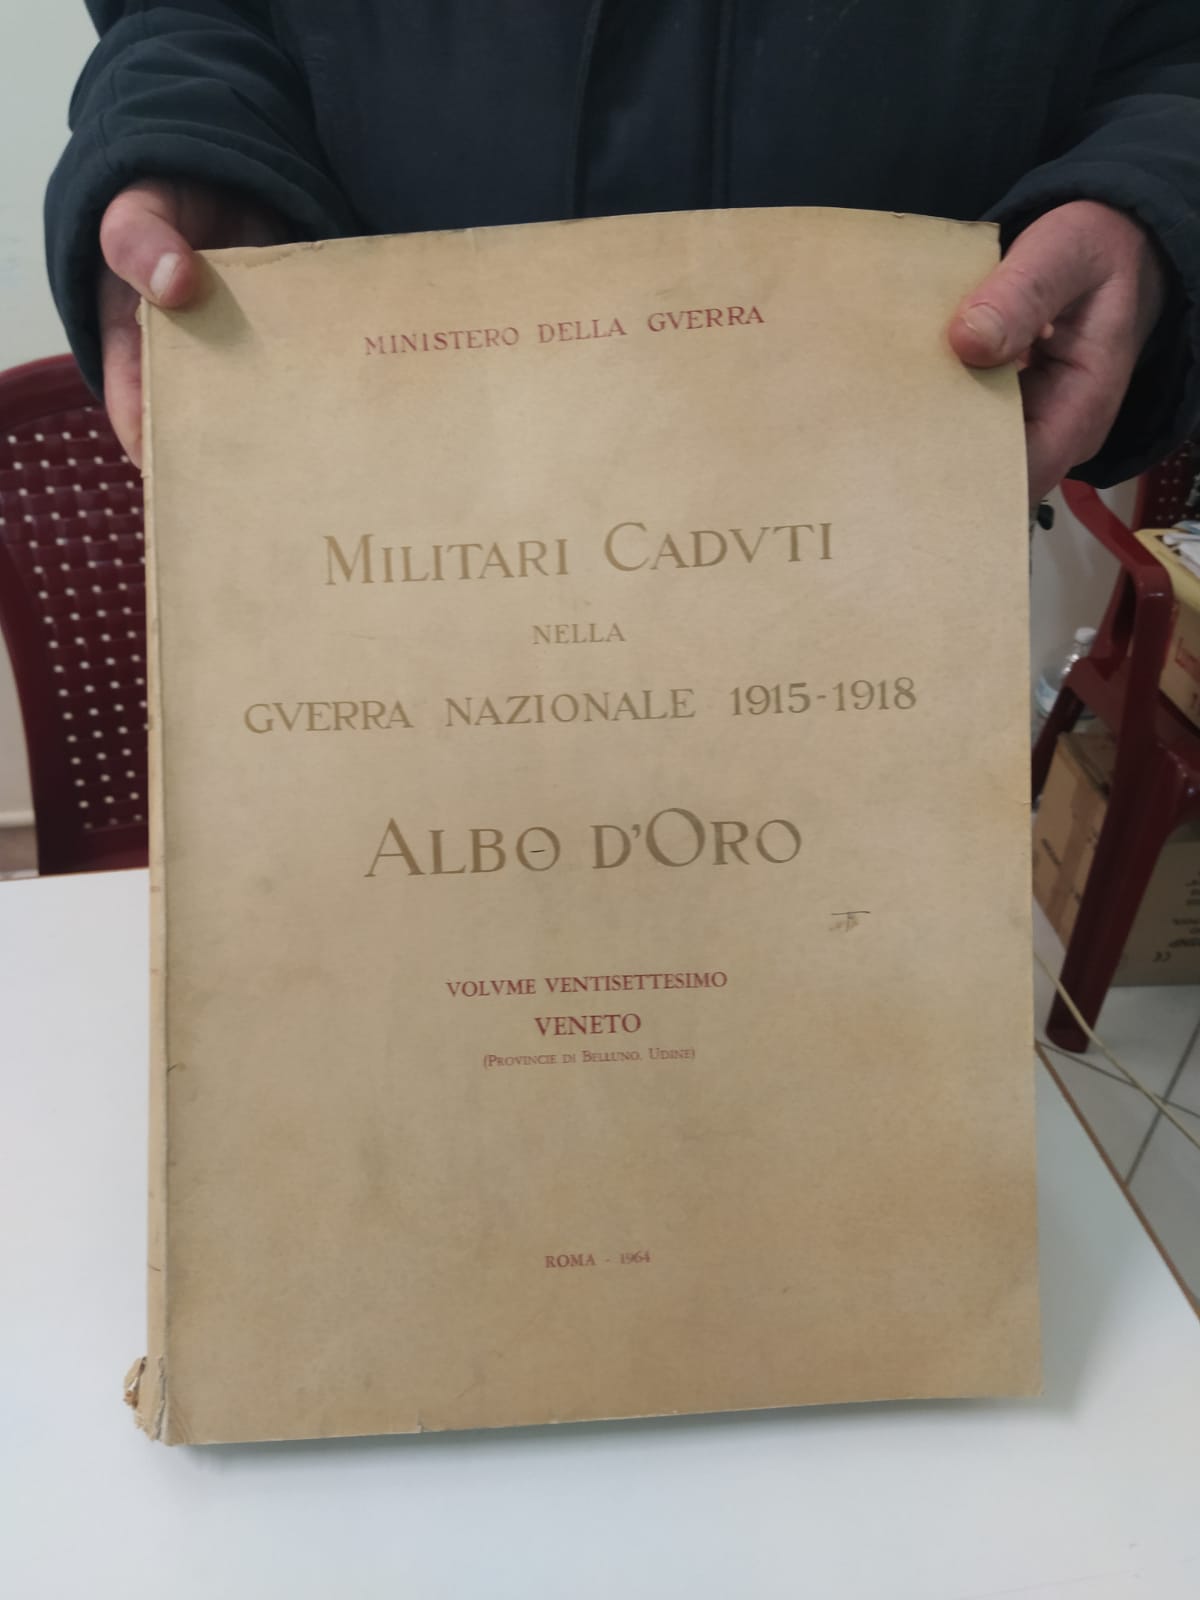 MINISTERO DELLA GVERRA
MILITARI CADVTI
NELLA
GVERRA NAZIONALE 1915-1918
ALBO D'ORO
VOLVME VENTISETTESIMO
VENETO
(PROVINCIE DI BELLUNO, UDINE)
ROMA - 1964